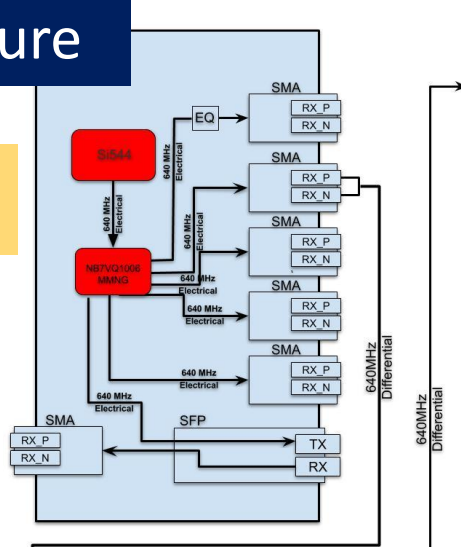 ure
SMA
RX_P
RX_N
EQ
640 MHz
Electrical
Si544
640 MHz
Electrical
SMA
RX_P
RX_N
640 MHz
Electrical
NB7VQ1006
MMNG
SMA
RX_P
RX_N
640 MHz
Electrical
SMA
RX_P
RX_N
640 MHz
Electrical
SMA
RX_P
RX_N
640 MHz
Electrical
640MHz
Differential
640MHz
Differential
640 MHz
Electrical
SMA
RX_P
RX_N
SFP
TX
RX